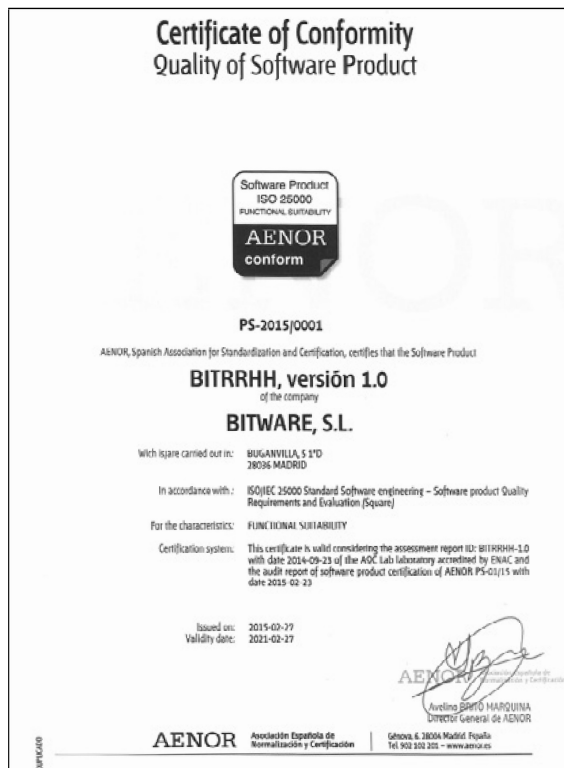 Certificate of Conformity
Quality of Software Product
Software Product
ISO 25000
FUNCTIONAL SUITABILITY
AENOR
conform
PS-2015/0001
AENOR, Spanish Association for Standardization and Certification, certifies that the Software Product
BITRRHH, versión 1.0
of the company
BITWARE, S.L.
Wich is/are carried out in: BUGANVILLA, 5 1ºD
28036 MADRID
In accordance with.: ISO/IEC 25000 Standard Software engineering – Software product Quality
Requirements and Evaluation (Square)
For the characteristics: FUNCTIONAL SUITABILITY
Certification system: This certificate is valid considering the assessment report ID: BITRRHH-1.0
with date 2014-09-23 of the AQC Lab laboratory accredited by ENAC and
the audit report of software product certification of AENOR PS-01/15 with
date 2015-02-23
Issued on: 2015-02-27
Validity date: 2021-02-27
AENOR Asociación Española de
Normalización y Certificación
Avelino BRITO MARQUINA
Director General de AENOR
AENOR Asociación Española de
Normalización y Certificación
Génova, 6. 28004 Madrid. España
Tel. 902 102 201 – www.aenor.es
AENOR